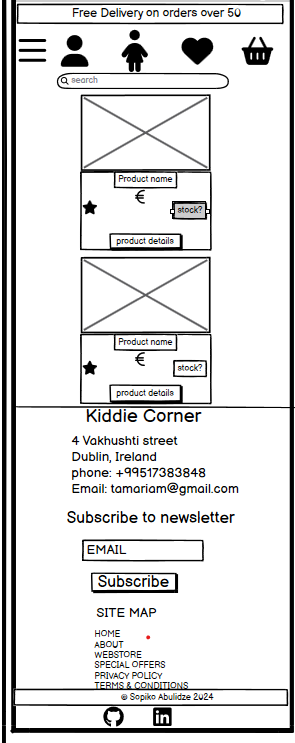 Free Delivery on orders over 50
search
Product name
€
stock?
product details
Product name
€
stock?
product details
Kiddie Corner
4 Vakhushti street
Dublin, Ireland
phone: +99517383848
Email: tamariam@gmail.com
Subscribe to newsletter
EMAIL
Subscribe
SITE MAP
HOME
ABOUT
WEBSTORE
SPECIAL OFFERS
PRIVACY POLICY
TERMS & CONDITIONS
© Sopiko Abulidze 2024
in